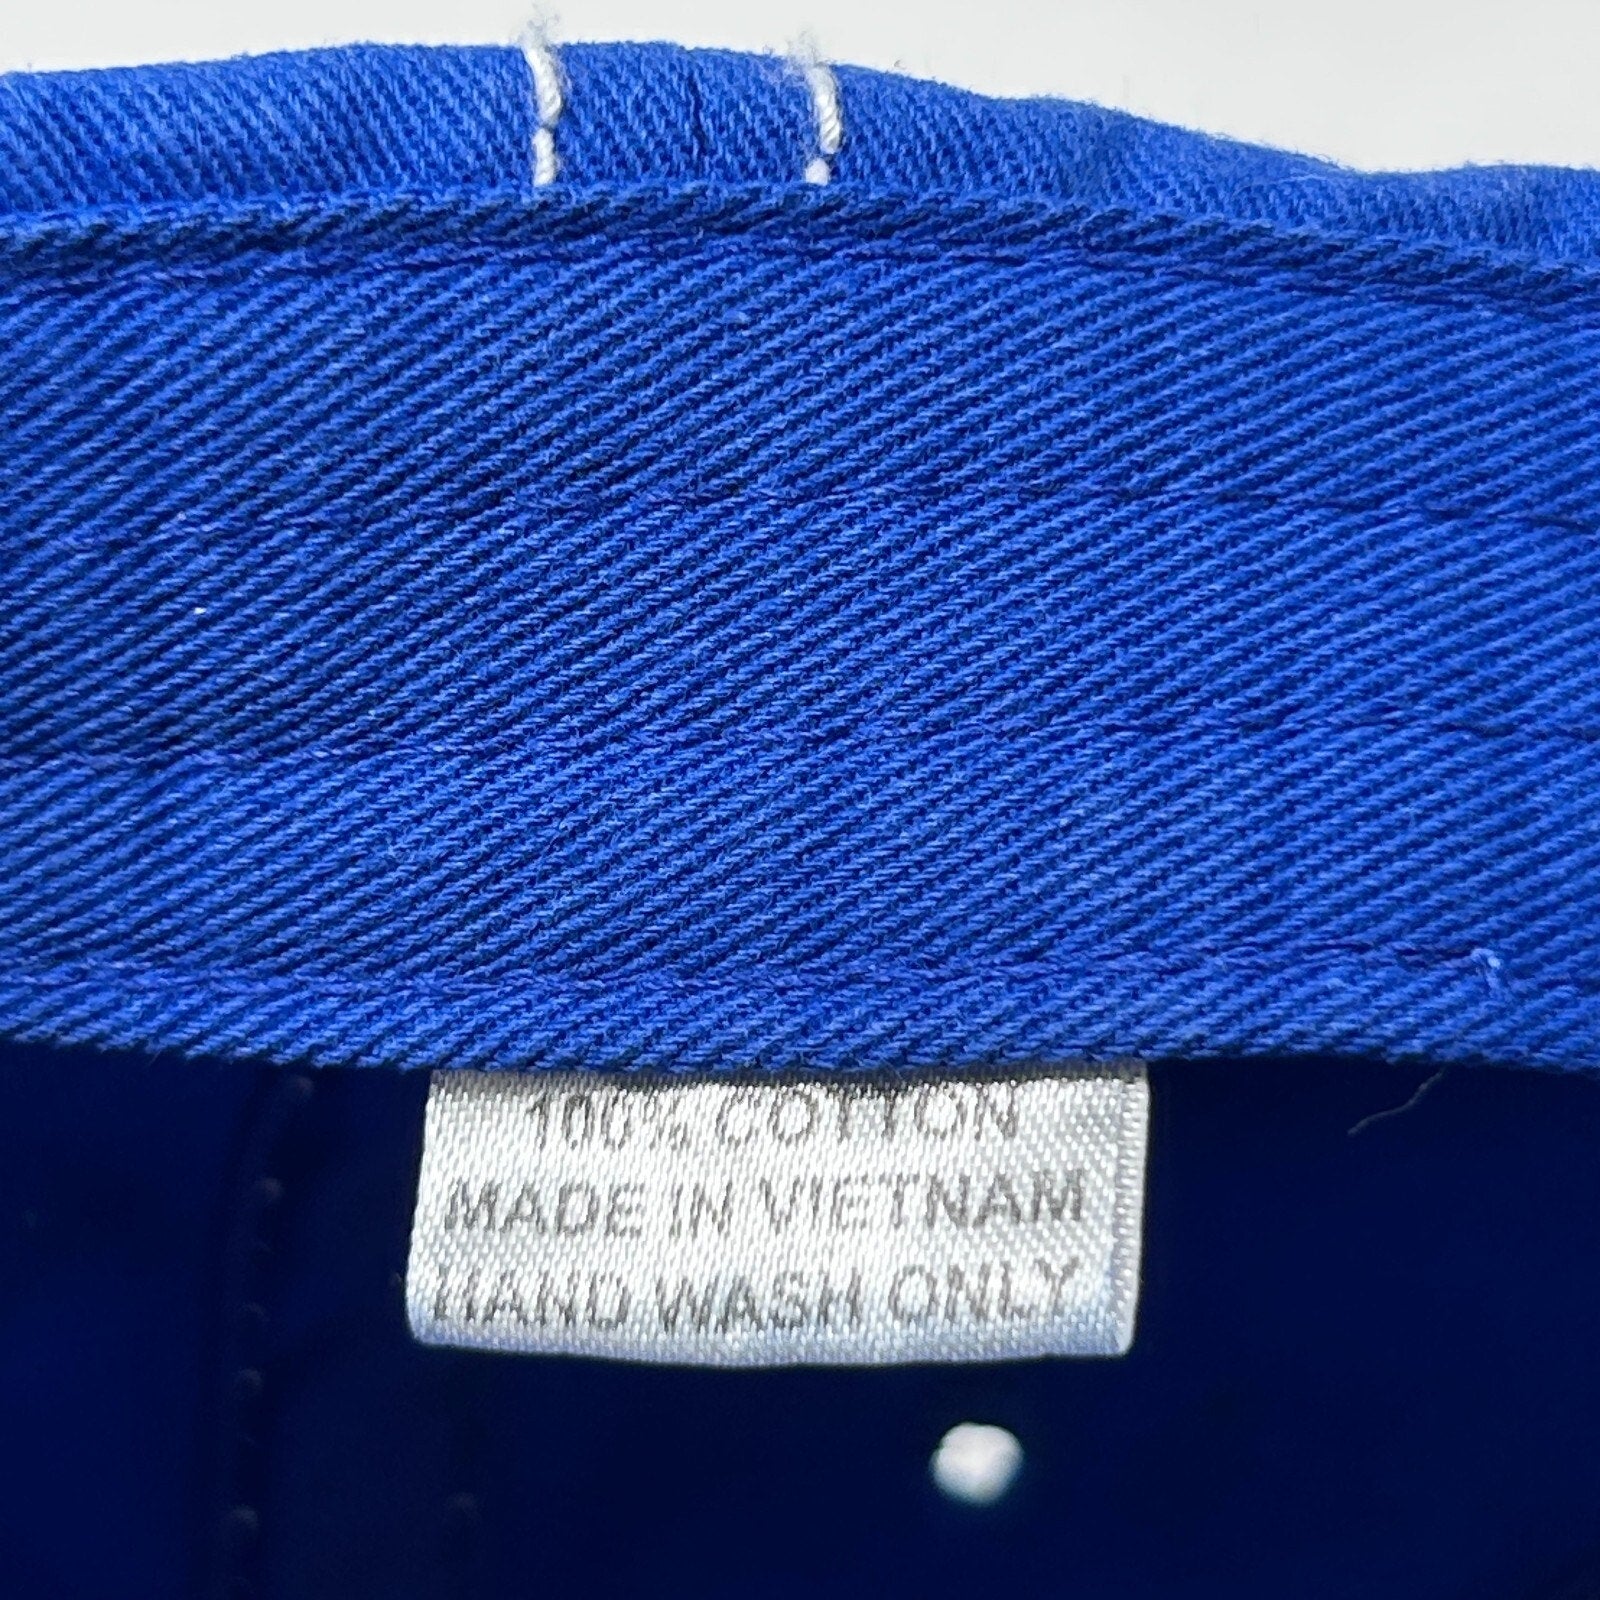 100% COTTON
MADE IN VIETNAM
HAND WASH ONLY